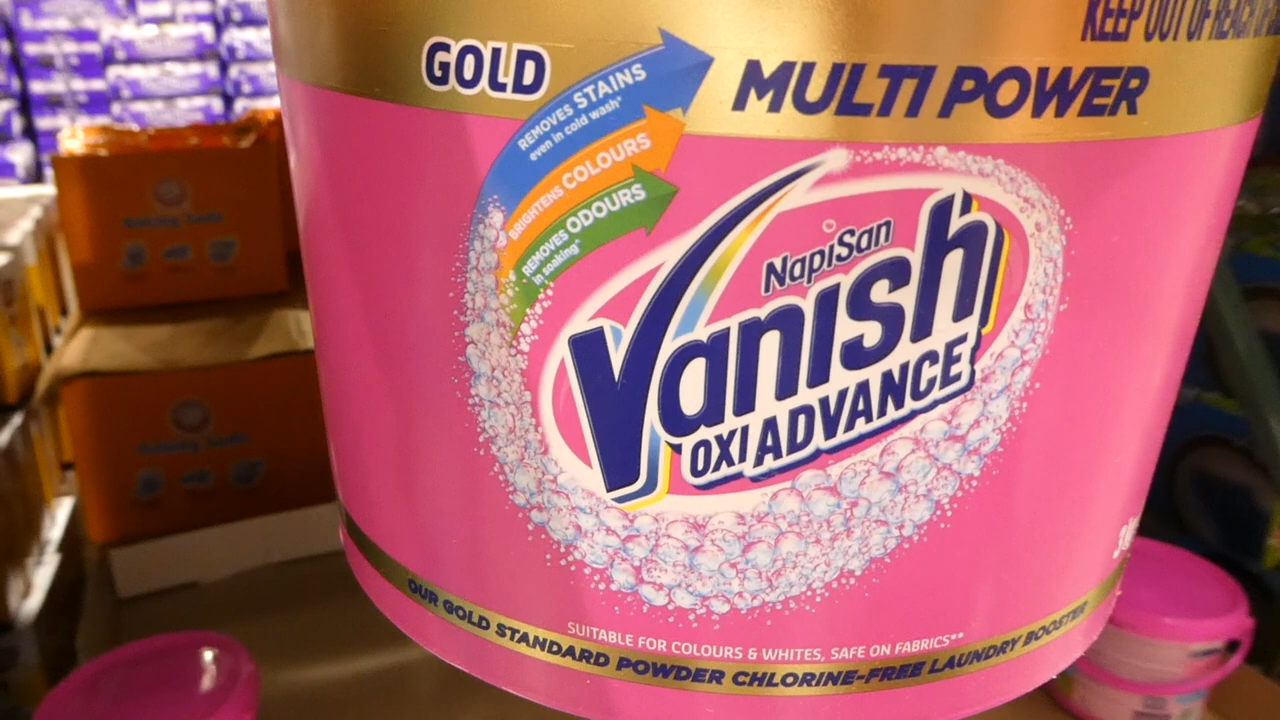 KEEP OUT OF REACH
GOLD
MULTI POWER
REMOVES STAINS
even in cold wash*
BRIGHTENS COLOURS
REMOVES ODOURS
in soaking*
NapiSan
Vanish
OXI ADVANCE
SUITABLE FOR COLOURS & WHITES, SAFE ON FABRICS**
OUR GOLD STANDARD POWDER CHLORINE-FREE LAUNDRY BOOSTER